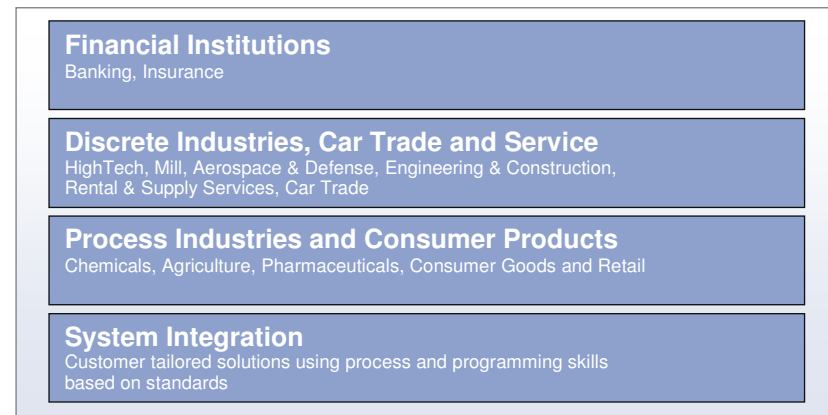 Financial Institutions
Banking, Insurance
Discrete Industries, Car Trade and Service
HighTech, Mill, Aerospace & Defense, Engineering & Construction,
Rental & Supply Services, Car Trade
Process Industries and Consumer Products
Chemicals, Agriculture, Pharmaceuticals, Consumer Goods and Retail
System Integration
Customer tailored solutions using process and programming skills
based on standards